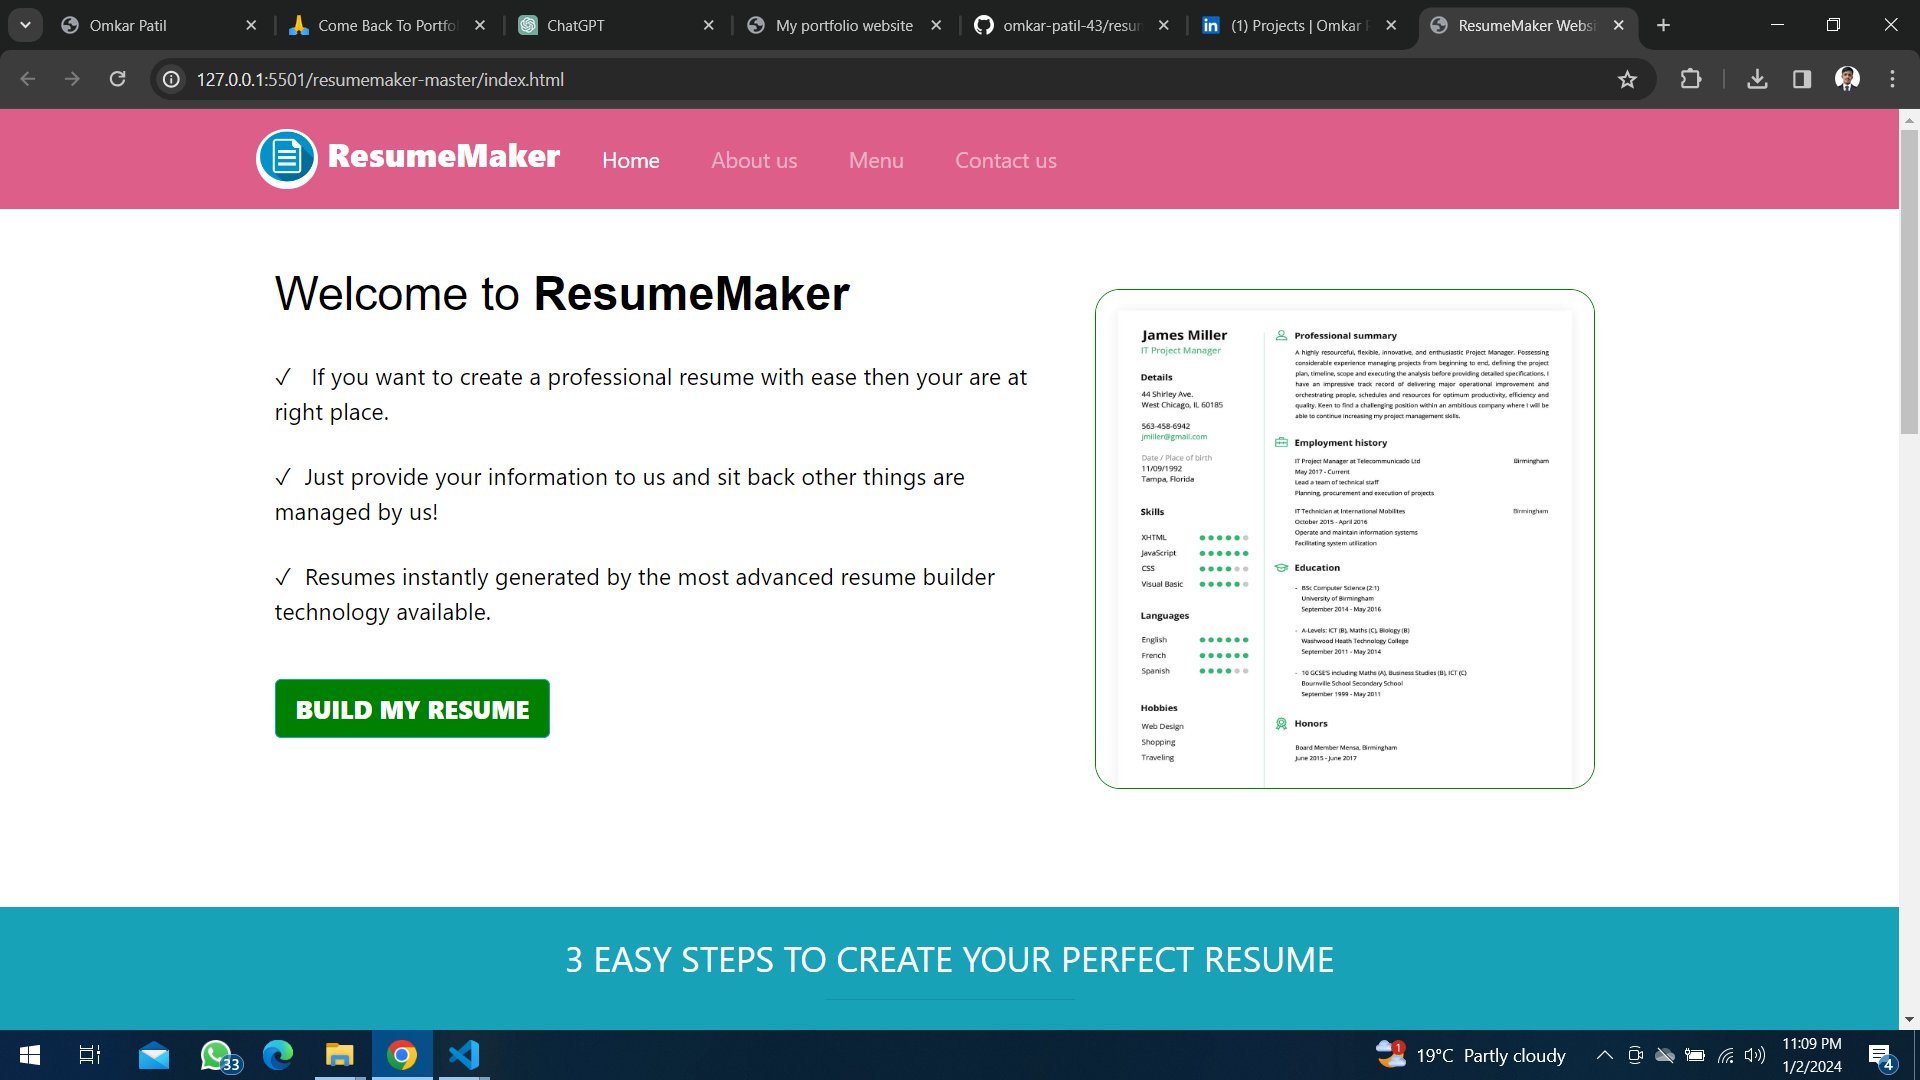 Omkar Patil
Come Back To Portfo
ChatGPT
My portfolio website
omkar-patil-43/resum
(1) Projects | Omkar P
ResumeMaker Websi
127.0.0.1:5501/resumemaker-master/index.html
ResumeMaker
Home
About us
Menu
Contact us
Welcome to ResumeMaker
✓ If you want to create a professional resume with ease then your are at
right place.
✓ Just provide your information to us and sit back other things are
managed by us!
✓ Resumes instantly generated by the most advanced resume builder
technology available.
BUILD MY RESUME
James Miller
IT Project Manager
Details
44 Shirley Ave.
West Chicago, IL 60185
563-458-6942
jmiller@gmail.com
Date / Place of birth
11/09/1992
Tampa, Florida
Skills
XHTML
JavaScript
CSS
Visual Basic
Languages
English
French
Spanish
Hobbies
Web Design
Shopping
Traveling
Professional summary
A highly resourceful, flexible, innovative, and enthusiastic Project Manager. Possessing
considerable experience managing projects from beginning to end, defining the project
plan, timeline, scope and executing the analysis before providing detailed specifications. I
have an impressive track record of delivering major operational improvement and
orchestrating people, schedules and resources for optimum productivity, efficiency and
quality. Keen to find a challenging position within an ambitious company where I will be
able to continue increasing my project management skills.
Employment history
IT Project Manager at Telecommunicado Ltd
Birmingham
May 2017 - Current
Lead a team of technical staff
Planning, procurement and execution of projects
IT Technician at International Mobilites
Birmingham
October 2015 - April 2016
Operate and maintain information systems
Facilitating system utilization
Education
- BSc Computer Science (2:1)
University of Birmingham
September 2014 - May 2016
- A-Levels: ICT (B), Maths (C), Biology (B)
Washwood Heath Technology College
September 2011 - May 2014
- 10 GCSE'S including Maths (A), Business Studies (B), ICT (C)
Bournville School Secondary School
September 1999 - May 2011
Honors
Board Member Mensa, Birmingham
June 2015 - June 2017
3 EASY STEPS TO CREATE YOUR PERFECT RESUME
33
1
19°C Partly cloudy
11:09 PM
1/2/2024
4